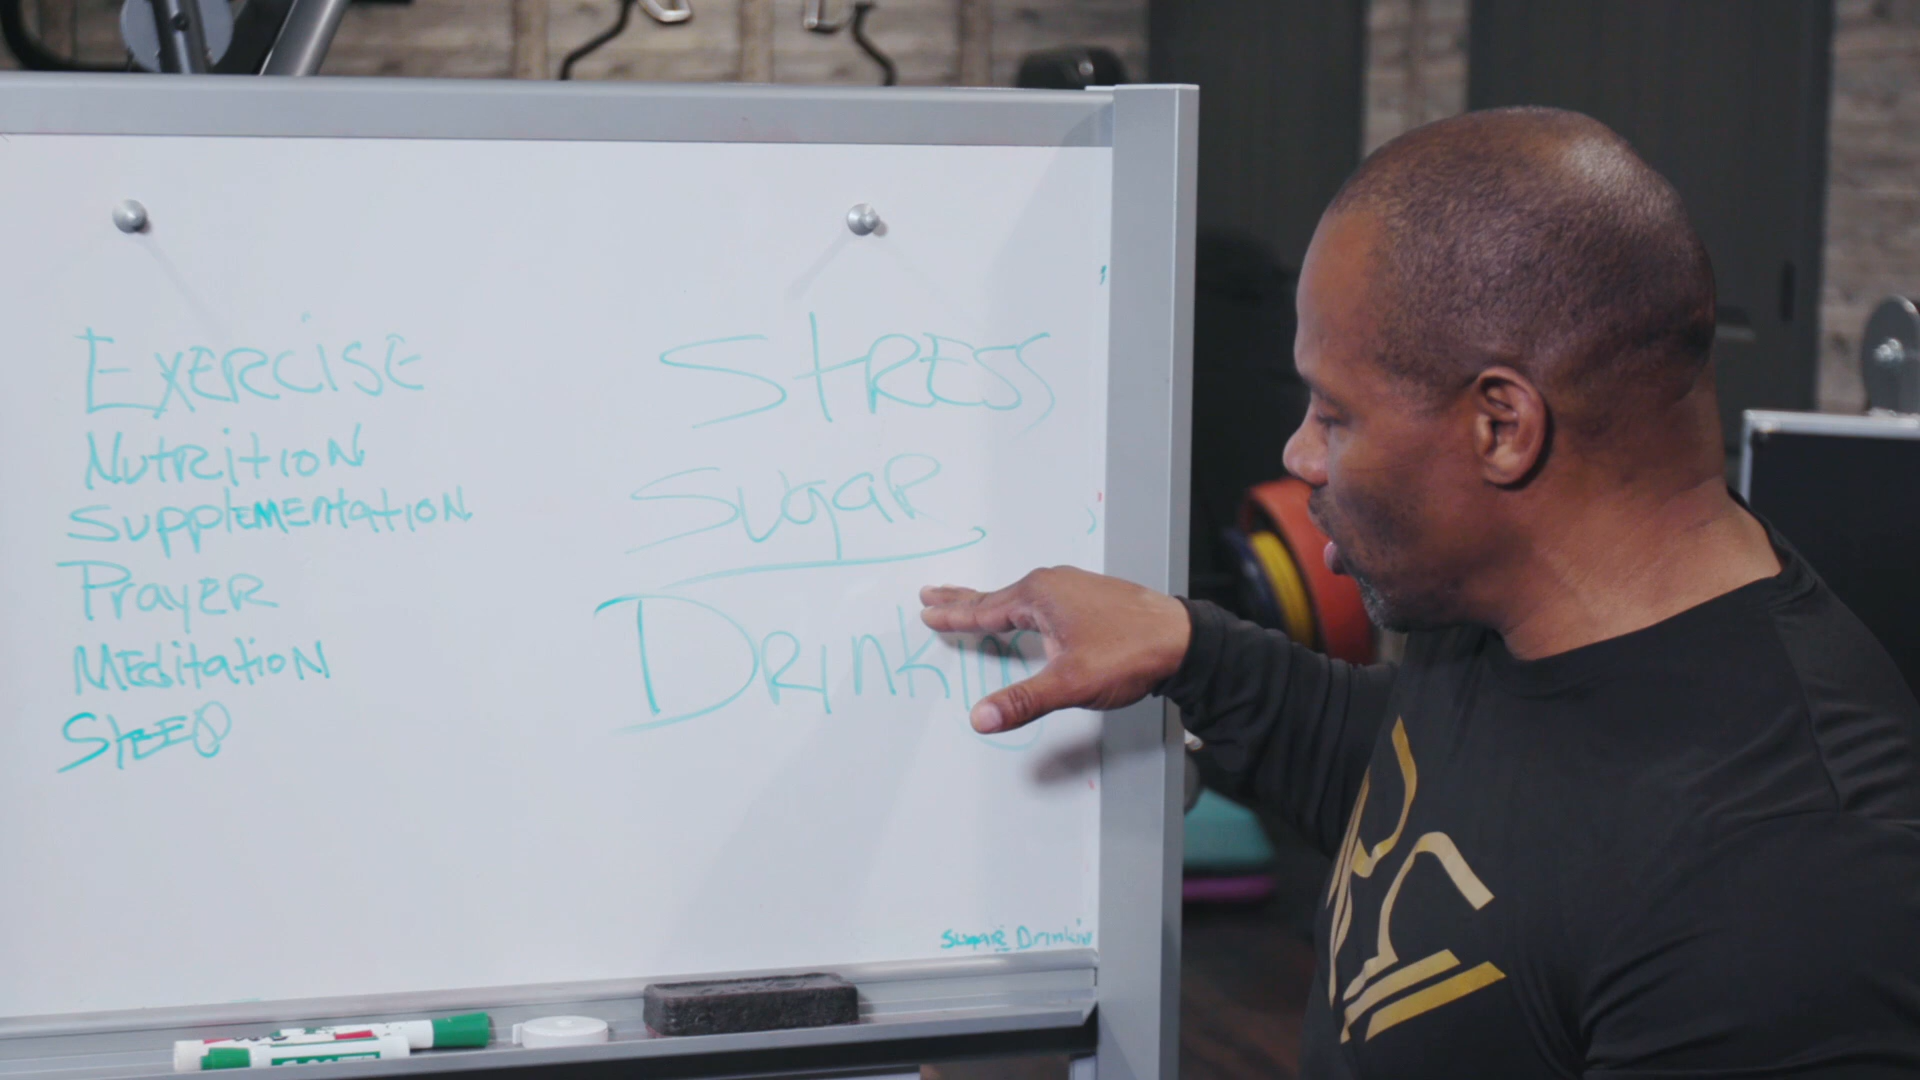 EXERCISE
NUTRITION
SUPPLEMENTATION
PRAYER
MEDITATION
SLEEP
STRESS
SUGAR
DRINKING
Sugar Drinkin